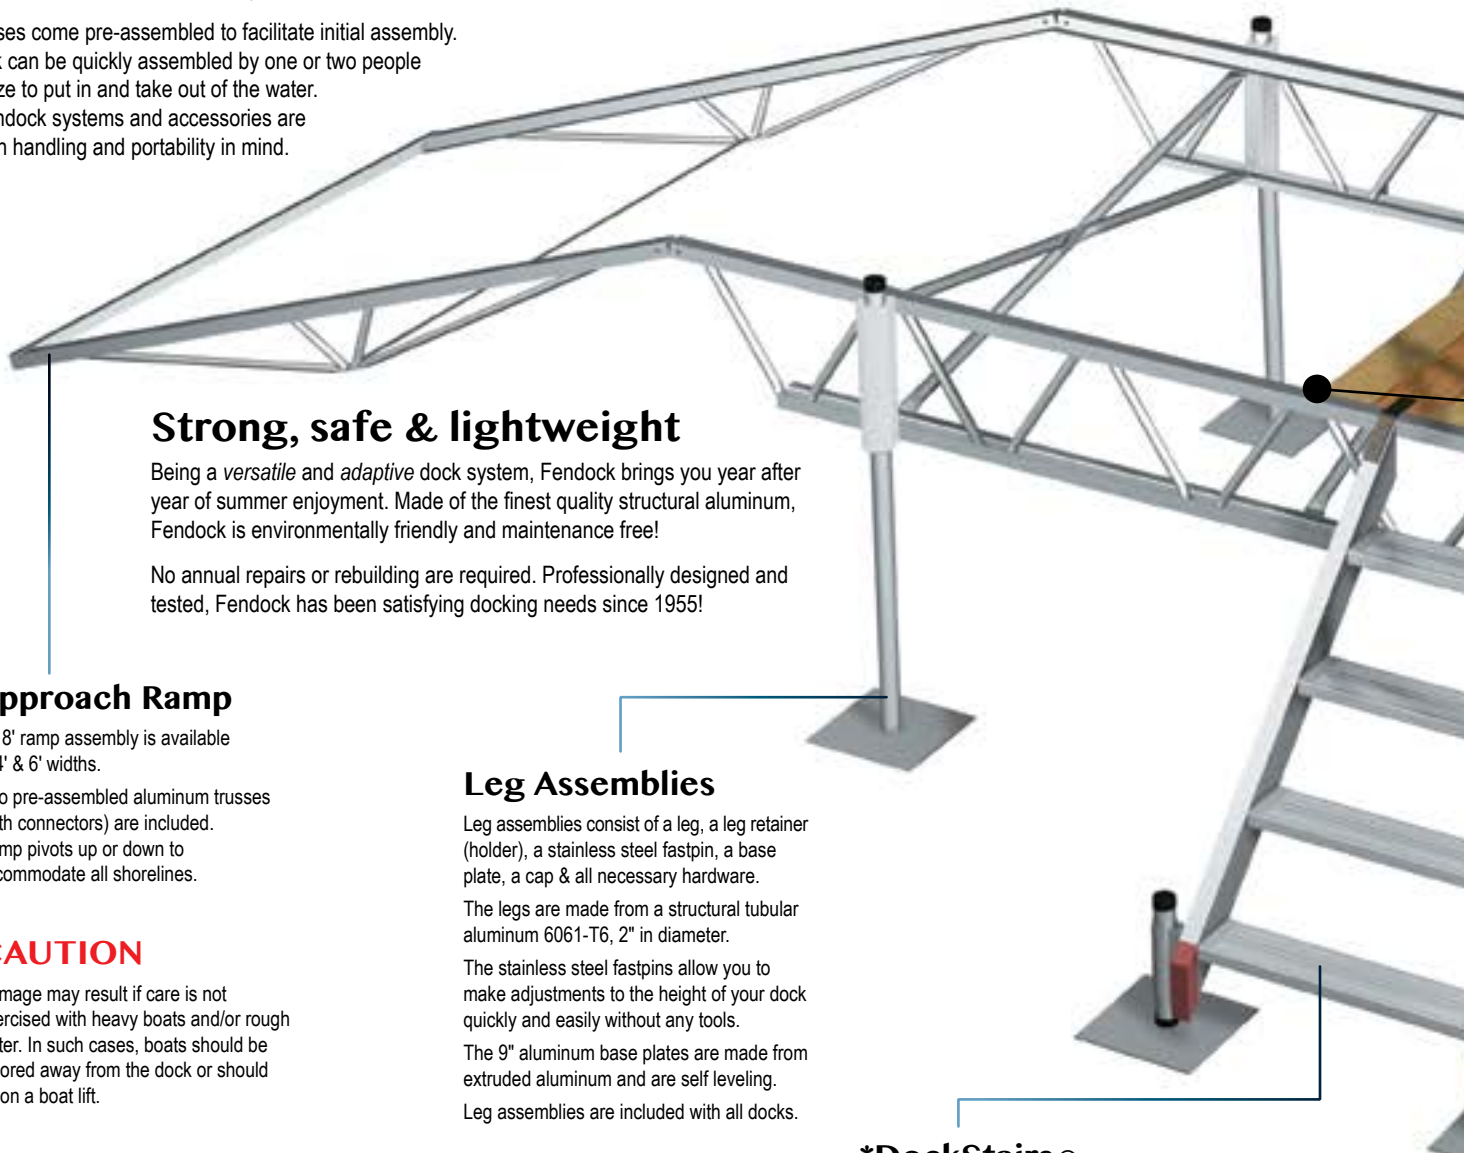 ses come pre-assembled to facilitate initial assembly.
k can be quickly assembled by one or two people
ze to put in and take out of the water.
ndock systems and accessories are
n handling and portability in mind.
Strong, safe & lightweight
Being a versatile and adaptive dock system, Fendock brings you year after
year of summer enjoyment. Made of the finest quality structural aluminum,
Fendock is environmentally friendly and maintenance free!
No annual repairs or rebuilding are required. Professionally designed and
tested, Fendock has been satisfying docking needs since 1955!
pproach Ramp
8' ramp assembly is available
4' & 6' widths.
o pre-assembled aluminum trusses
th connectors) are included.
mp pivots up or down to
commodate all shorelines.
CAUTION
mage may result if care is not
ercised with heavy boats and/or rough
ter. In such cases, boats should be
ored away from the dock or should
on a boat lift.
Leg Assemblies
Leg assemblies consist of a leg, a leg retainer
(holder), a stainless steel fastpin, a base
plate, a cap & all necessary hardware.
The legs are made from a structural tubular
aluminum 6061-T6, 2" in diameter.
The stainless steel fastpins allow you to
make adjustments to the height of your dock
quickly and easily without any tools.
The 9" aluminum base plates are made from
extruded aluminum and are self leveling.
Leg assemblies are included with all docks.
*DockStairs®